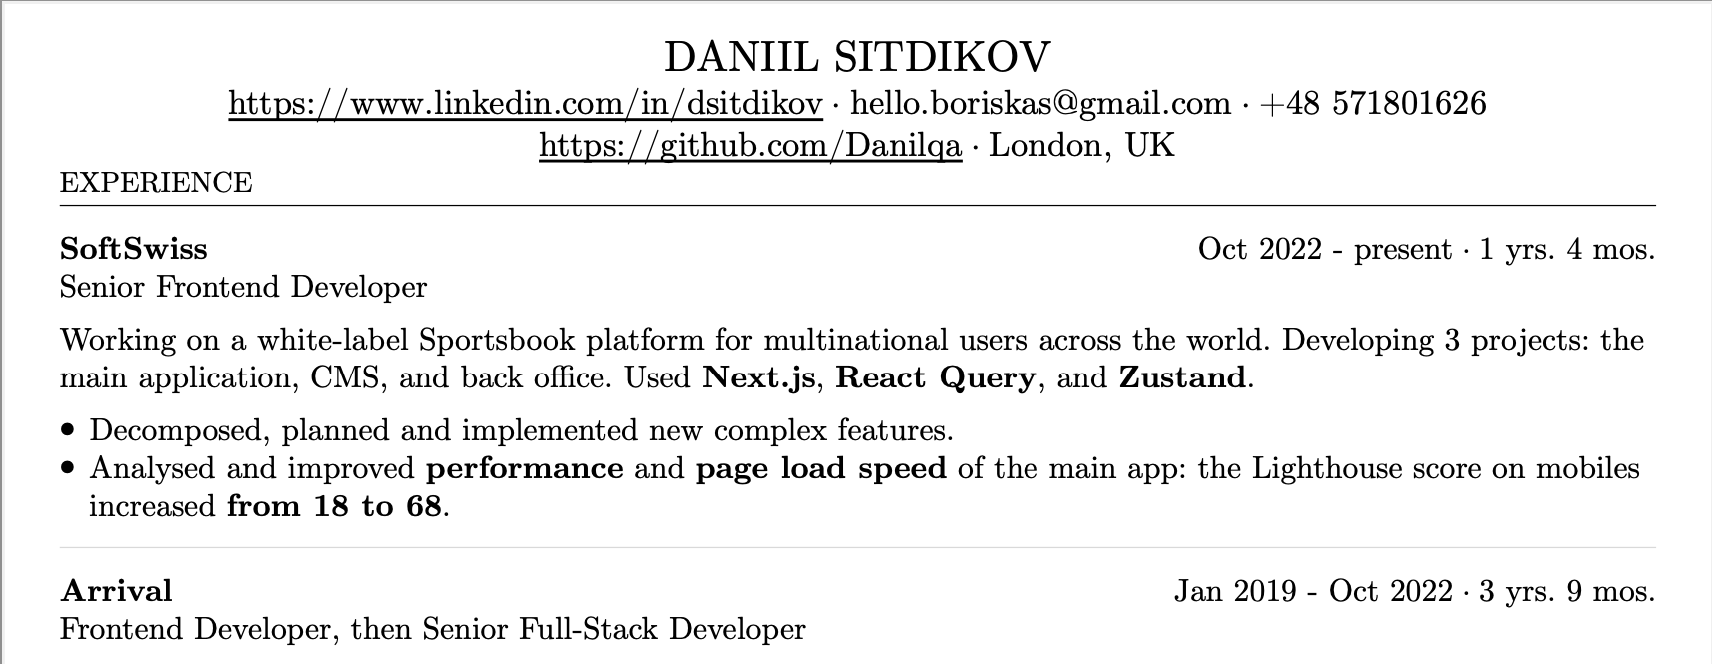 DANIIL SITDIKOV
https://www.linkedin.com/in/dsitdikov · hello.boriskas@gmail.com · +48 571801626
https://github.com/Danilqa · London, UK
EXPERIENCE
SoftSwiss Oct 2022 - present · 1 yrs. 4 mos.
Senior Frontend Developer
Working on a white-label Sportsbook platform for multinational users across the world. Developing 3 projects: the
main application, CMS, and back office. Used Next.js, React Query, and Zustand.
• Decomposed, planned and implemented new complex features.
• Analysed and improved performance and page load speed of the main app: the Lighthouse score on mobiles
increased from 18 to 68.
Arrival Jan 2019 - Oct 2022 · 3 yrs. 9 mos.
Frontend Developer, then Senior Full-Stack Developer